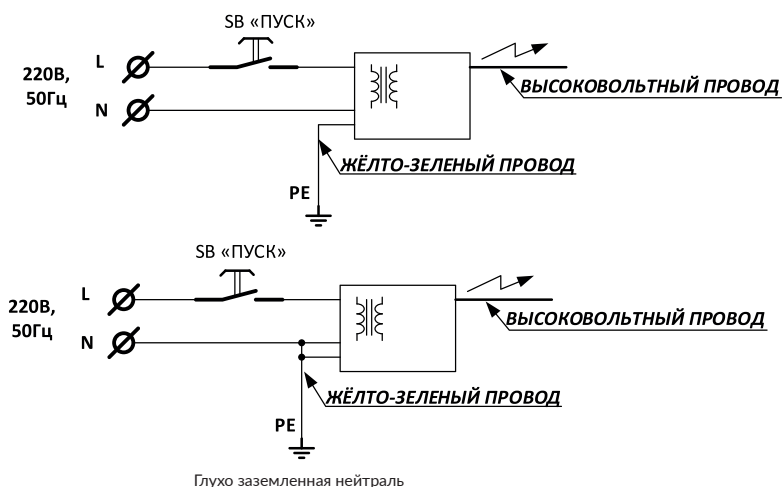 SB «ПУСК»
L
220В,
50Гц
N
ВЫСОКОВОЛЬТНЫЙ ПРОВОД
ЖЁЛТО-ЗЕЛЕНЫЙ ПРОВОД
PE
SB «ПУСК»
L
220В,
50Гц
N
ВЫСОКОВОЛЬТНЫЙ ПРОВОД
ЖЁЛТО-ЗЕЛЕНЫЙ ПРОВОД
PE
Глухо заземленная нейтраль